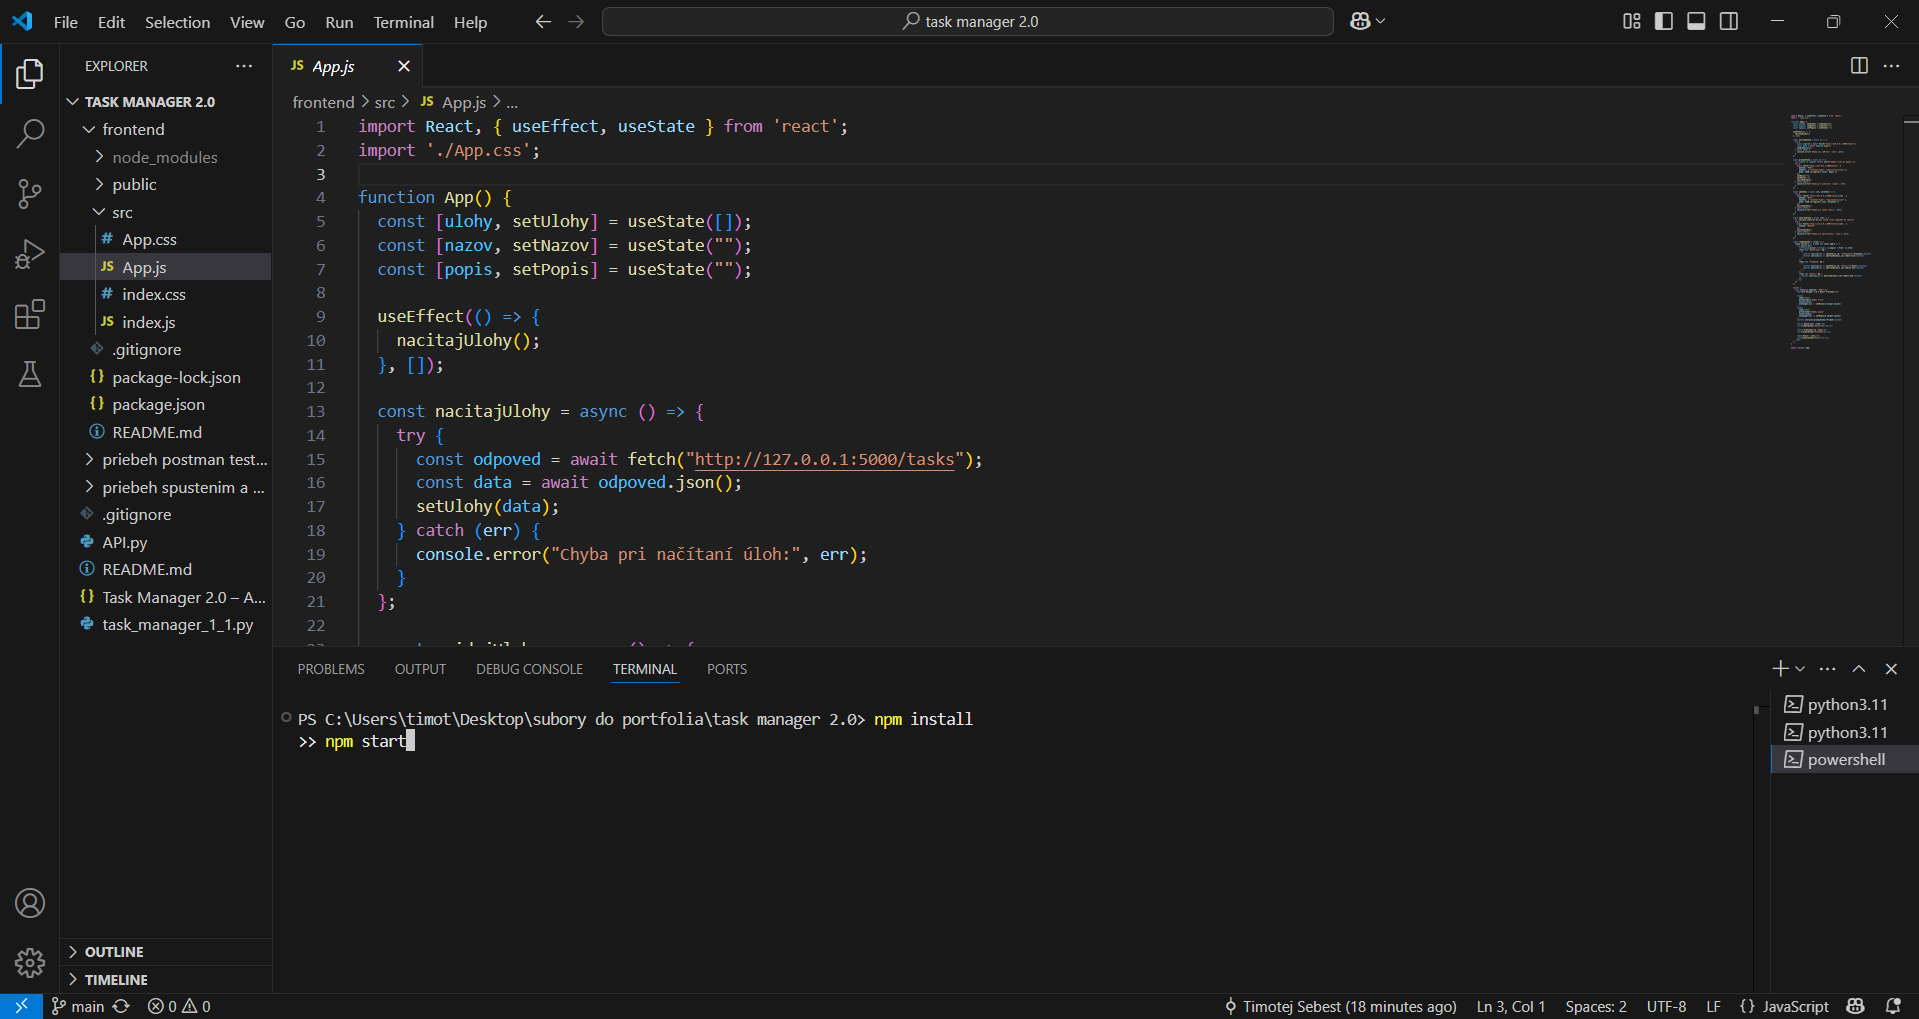 File Edit Selection View Go Run Terminal Help
task manager 2.0
EXPLORER
TASK MANAGER 2.0
frontend
node_modules
public
src
# App.css
JS App.js
# index.css
JS index.js
.gitignore
{} package-lock.json
{} package.json
README.md
priebeh postman test...
priebeh spustenim a ...
.gitignore
API.py
README.md
{} Task Manager 2.0 – A...
task_manager_1_1.py
OUTLINE
TIMELINE
JS App.js
frontend > src > JS App.js > ...
1 import React, { useEffect, useState } from 'react';
2 import './App.css';
3
4 function App() {
5 const [ulohy, setUlohy] = useState([]);
6 const [nazov, setNazov] = useState("");
7 const [popis, setPopis] = useState("");
8
9 useEffect(() => {
10 nacitajUlohy();
11 }, []);
12
13 const nacitajUlohy = async () => {
14 try {
15 const odpoved = await fetch("http://127.0.0.1:5000/tasks");
16 const data = await odpoved.json();
17 setUlohy(data);
18 } catch (err) {
19 console.error("Chyba pri načítaní úloh:", err);
20 }
21 };
22
PROBLEMS OUTPUT DEBUG CONSOLE TERMINAL PORTS
PS C:\Users\timot\Desktop\subory do portfolia\task manager 2.0> npm install
>> npm start
python3.11
python3.11
powershell
main 0 0 Timotej Sebest (18 minutes ago) Ln 3, Col 1 Spaces: 2 UTF-8 LF {} JavaScript